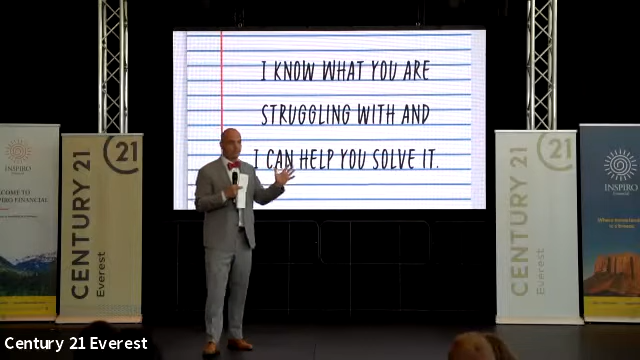 I KNOW WHAT YOU ARE
STRUGGLING WITH AND
I CAN HELP YOU SOLVE IT.
INSPIRO
CENTURY 21
Everest
21
CENTURY 21
Everest
21
INSPIRO
Century 21 Everest